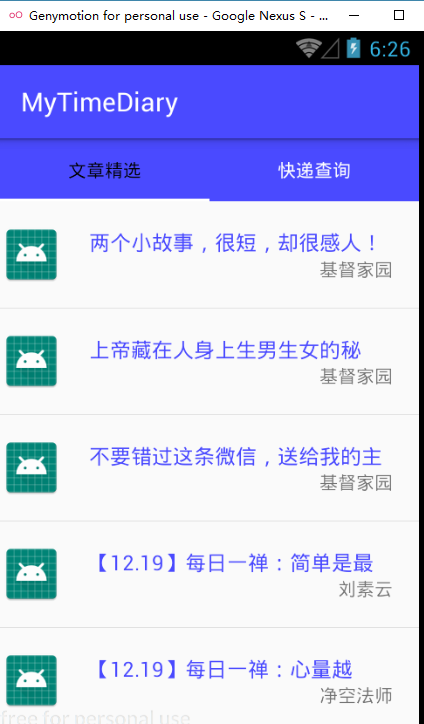 Genymotion for personal use - Google Nexus S - ...
6:26
MyTimeDiary
文章精选 快递查询
两个小故事，很短，却很感人！
基督家园
上帝藏在人身上生男生女的秘
基督家园
不要错过这条微信，送给我的主
基督家园
【12.19】每日一禅：简单是最
刘素云
【12.19】每日一禅：心量越
净空法师
free for personal use